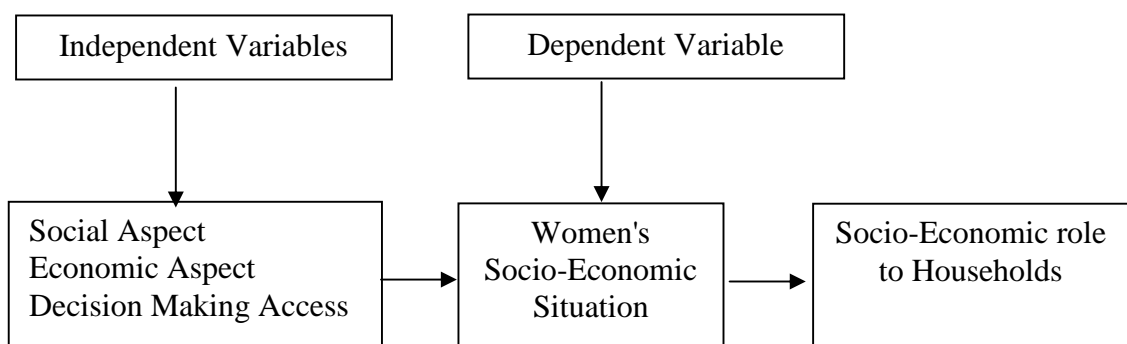 Independent Variables
Dependent Variable
Social Aspect
Economic Aspect
Decision Making Access
Women's
Socio-Economic
Situation
Socio-Economic role
to Households